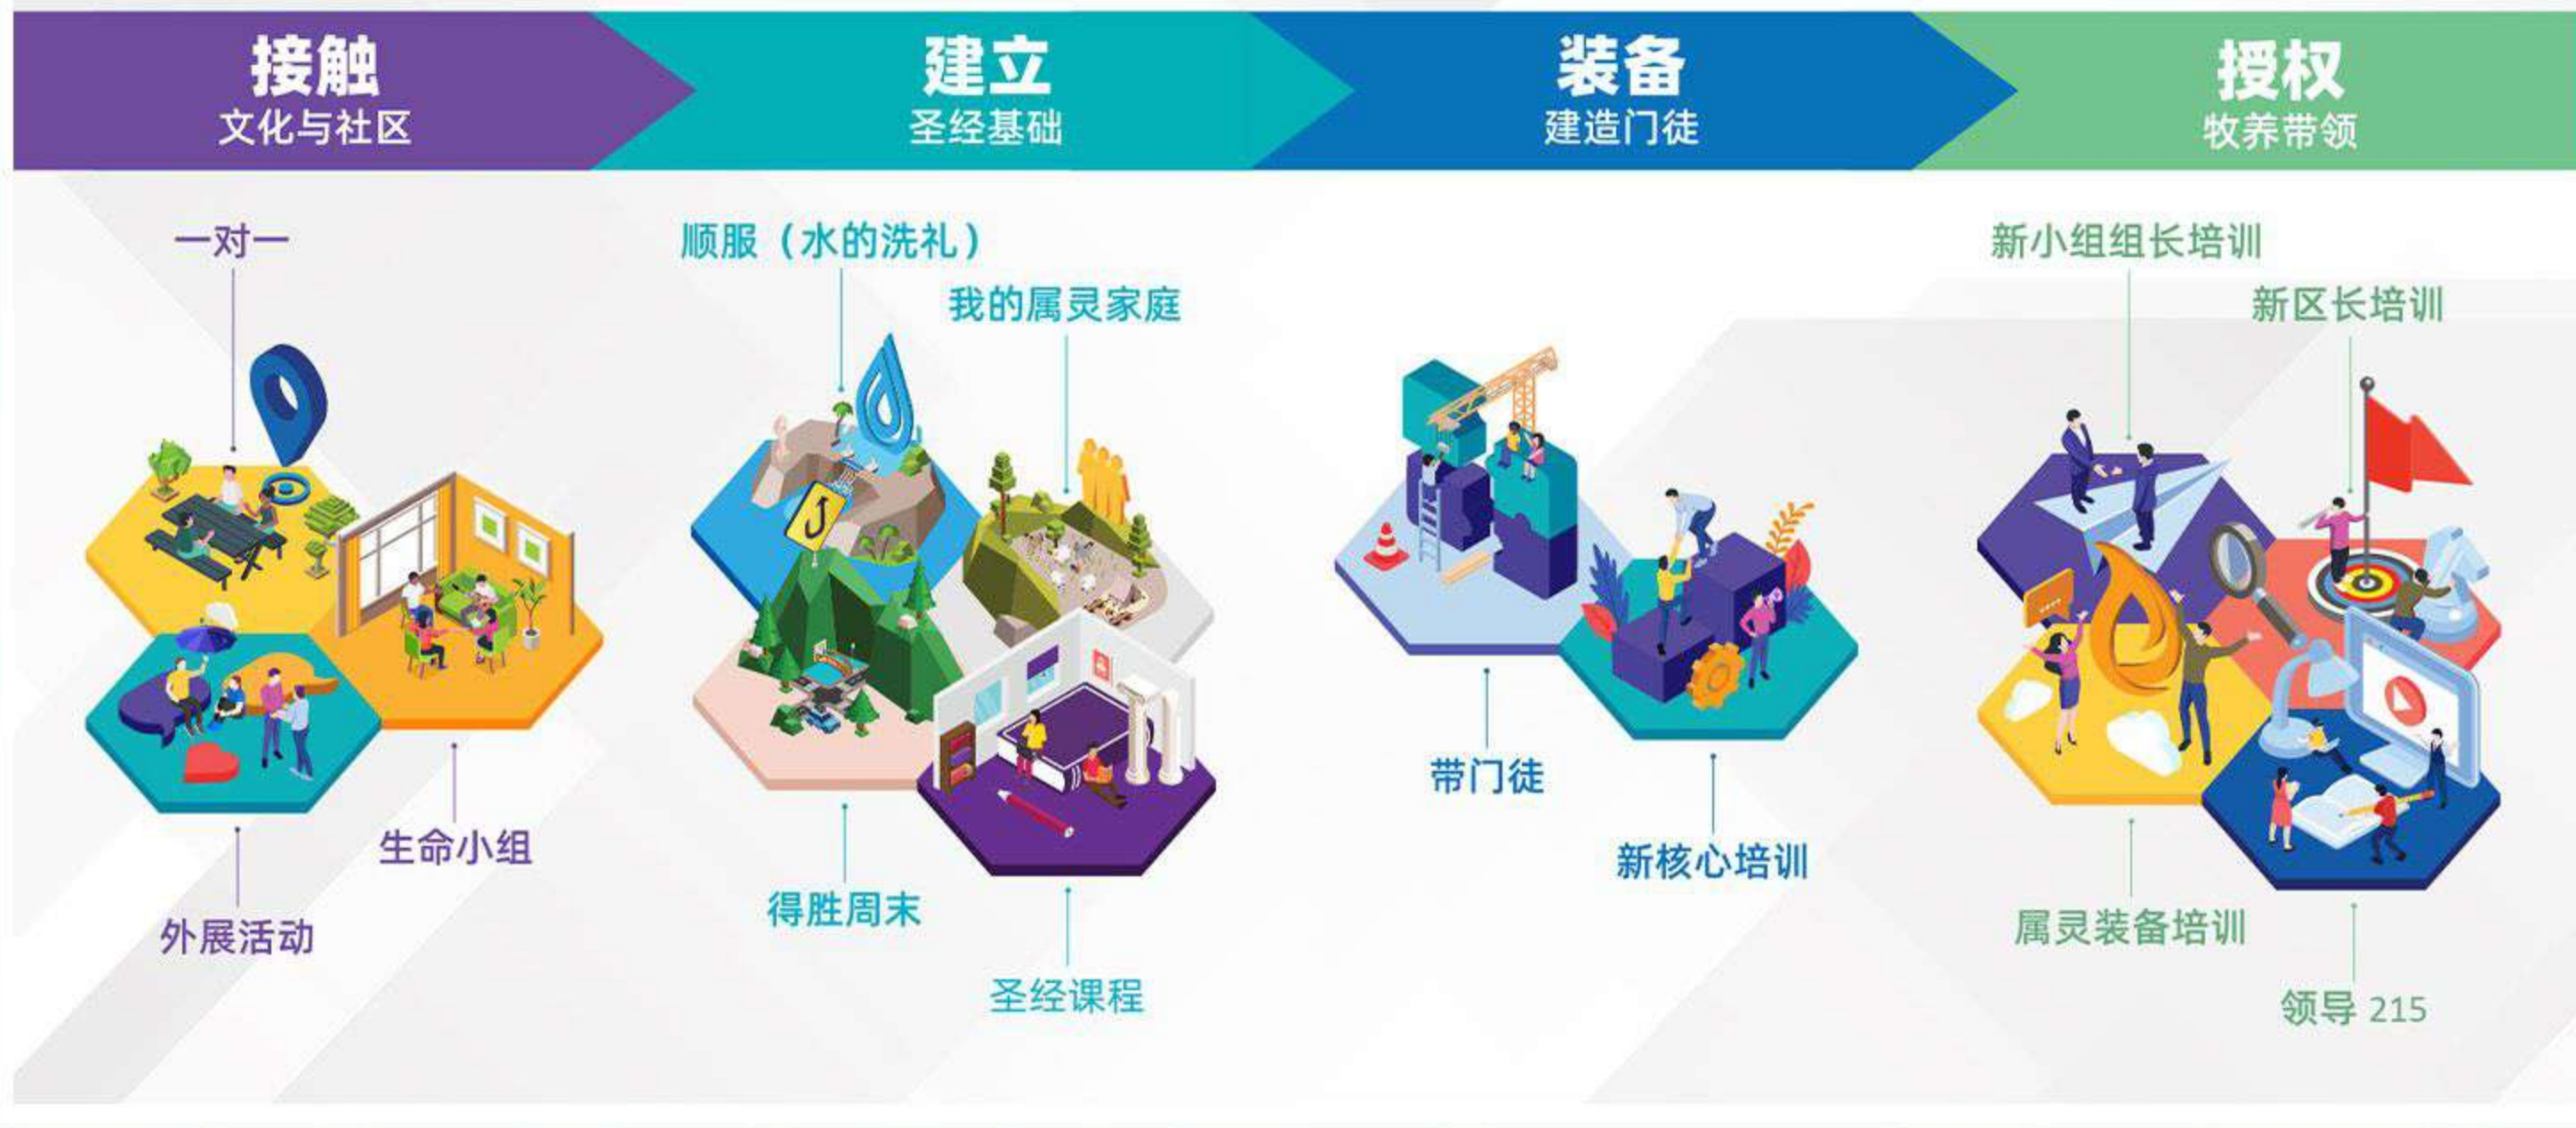 接触
文化与社区
建立
圣经基础
装备
建造门徒
授权
牧养带领
一对一
生命小组
外展活动
顺服（水的洗礼）
我的属灵家庭
得胜周末
圣经课程
带门徒
新核心培训
新小组组长培训
新区长培训
属灵装备培训
领导 215